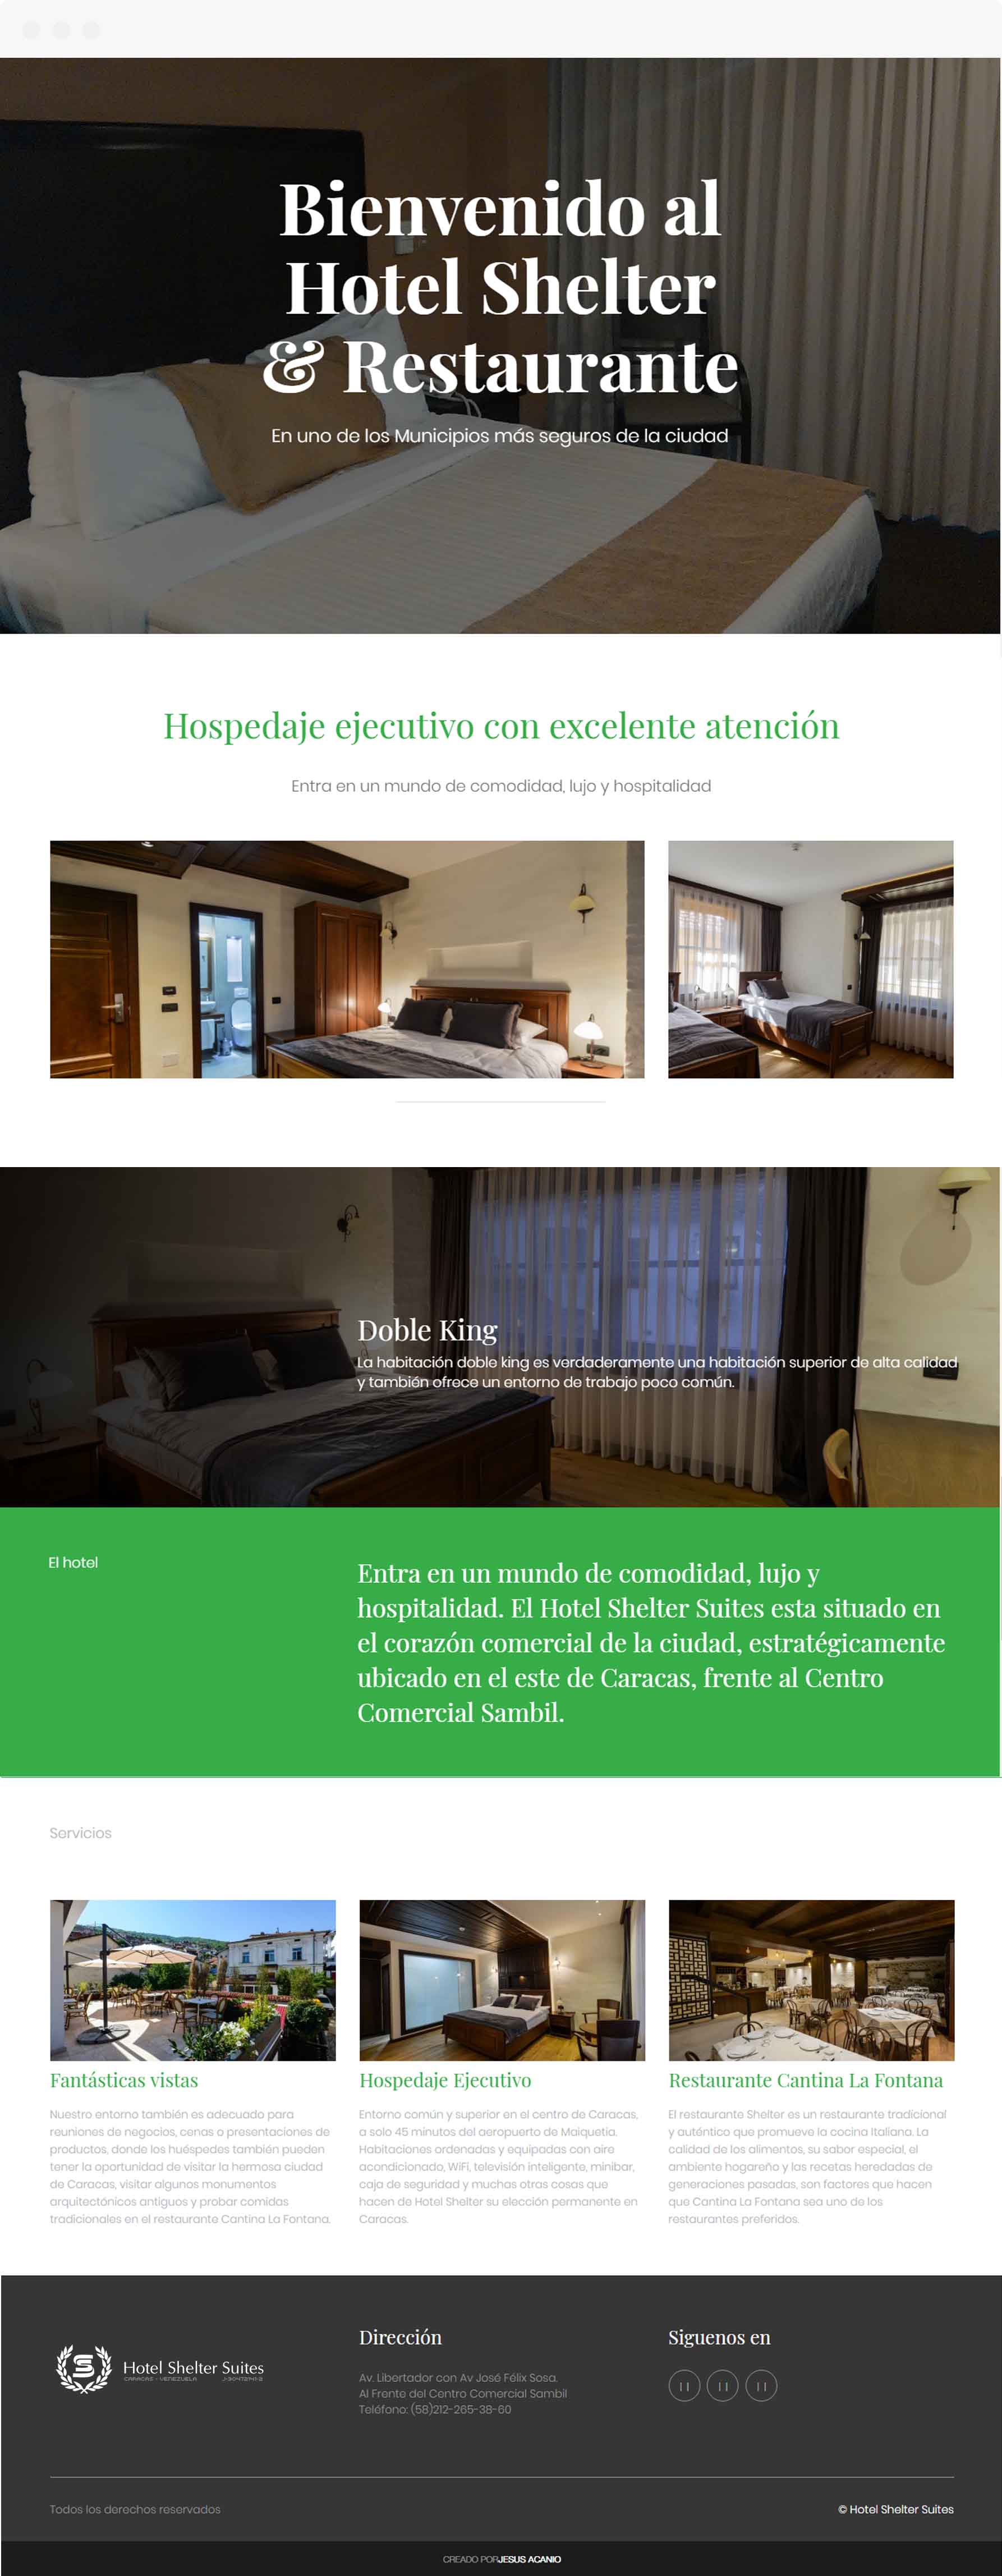 Bienvenido al
Hotel Shelter
& Restaurante
En uno de los Municipios más seguros de la ciudad
Hospedaje ejecutivo con excelente atención
Entra en un mundo de comodidad, lujo y hospitalidad
Doble King
La habitación doble king es verdaderamente una habitación superior de alta calidad
y también ofrece un entorno de trabajo poco común.
El hotel
Entra en un mundo de comodidad, lujo y
hospitalidad. El Hotel Shelter Suites esta situado en
el corazón comercial de la ciudad, estratégicamente
ubicado en el este de Caracas, frente al Centro
Comercial Sambil.
Servicios
Fantásticas vistas
Nuestro entorno también es adecuado para
reuniones de negocios, cenas o presentaciones de
productos, donde los huéspedes también pueden
tener la oportunidad de visitar la hermosa ciudad
de Caracas, visitar algunos monumentos
arquitectónicos antiguos y probar comidas
tradicionales en el restaurante Cantina La Fontana.
Hospedaje Ejecutivo
Entorno común y superior en el centro de Caracas,
a solo 45 minutos del aeropuerto de Maiquetia.
Habitaciones ordenadas y equipadas con aire
acondicionado, WiFi, televisión inteligente, minibar,
caja de seguridad y muchas otras cosas que
hacen de Hotel Shelter su elección permanente en
Caracas.
Restaurante Cantina La Fontana
El restaurante Shelter es un restaurante tradicional
y auténtico que promueve la cocina Italiana. La
calidad de los alimentos, su sabor especial, el
ambiente hogareño y las recetas heredadas de
generaciones pasadas, son factores que hacen
que Cantina La Fontana sea uno de los
restaurantes preferidos.
S
Hotel Shelter Suites
CARACAS - VENEZUELA
Dirección
Av. Libertador con Av José Félix Sosa.
Al Frente del Centro Comercial Sambil
Teléfono: (58)212-265-38-60
Siguenos en
Todos los derechos reservados
© Hotel Shelter Suites
CREADO PORJESUS ACANIO